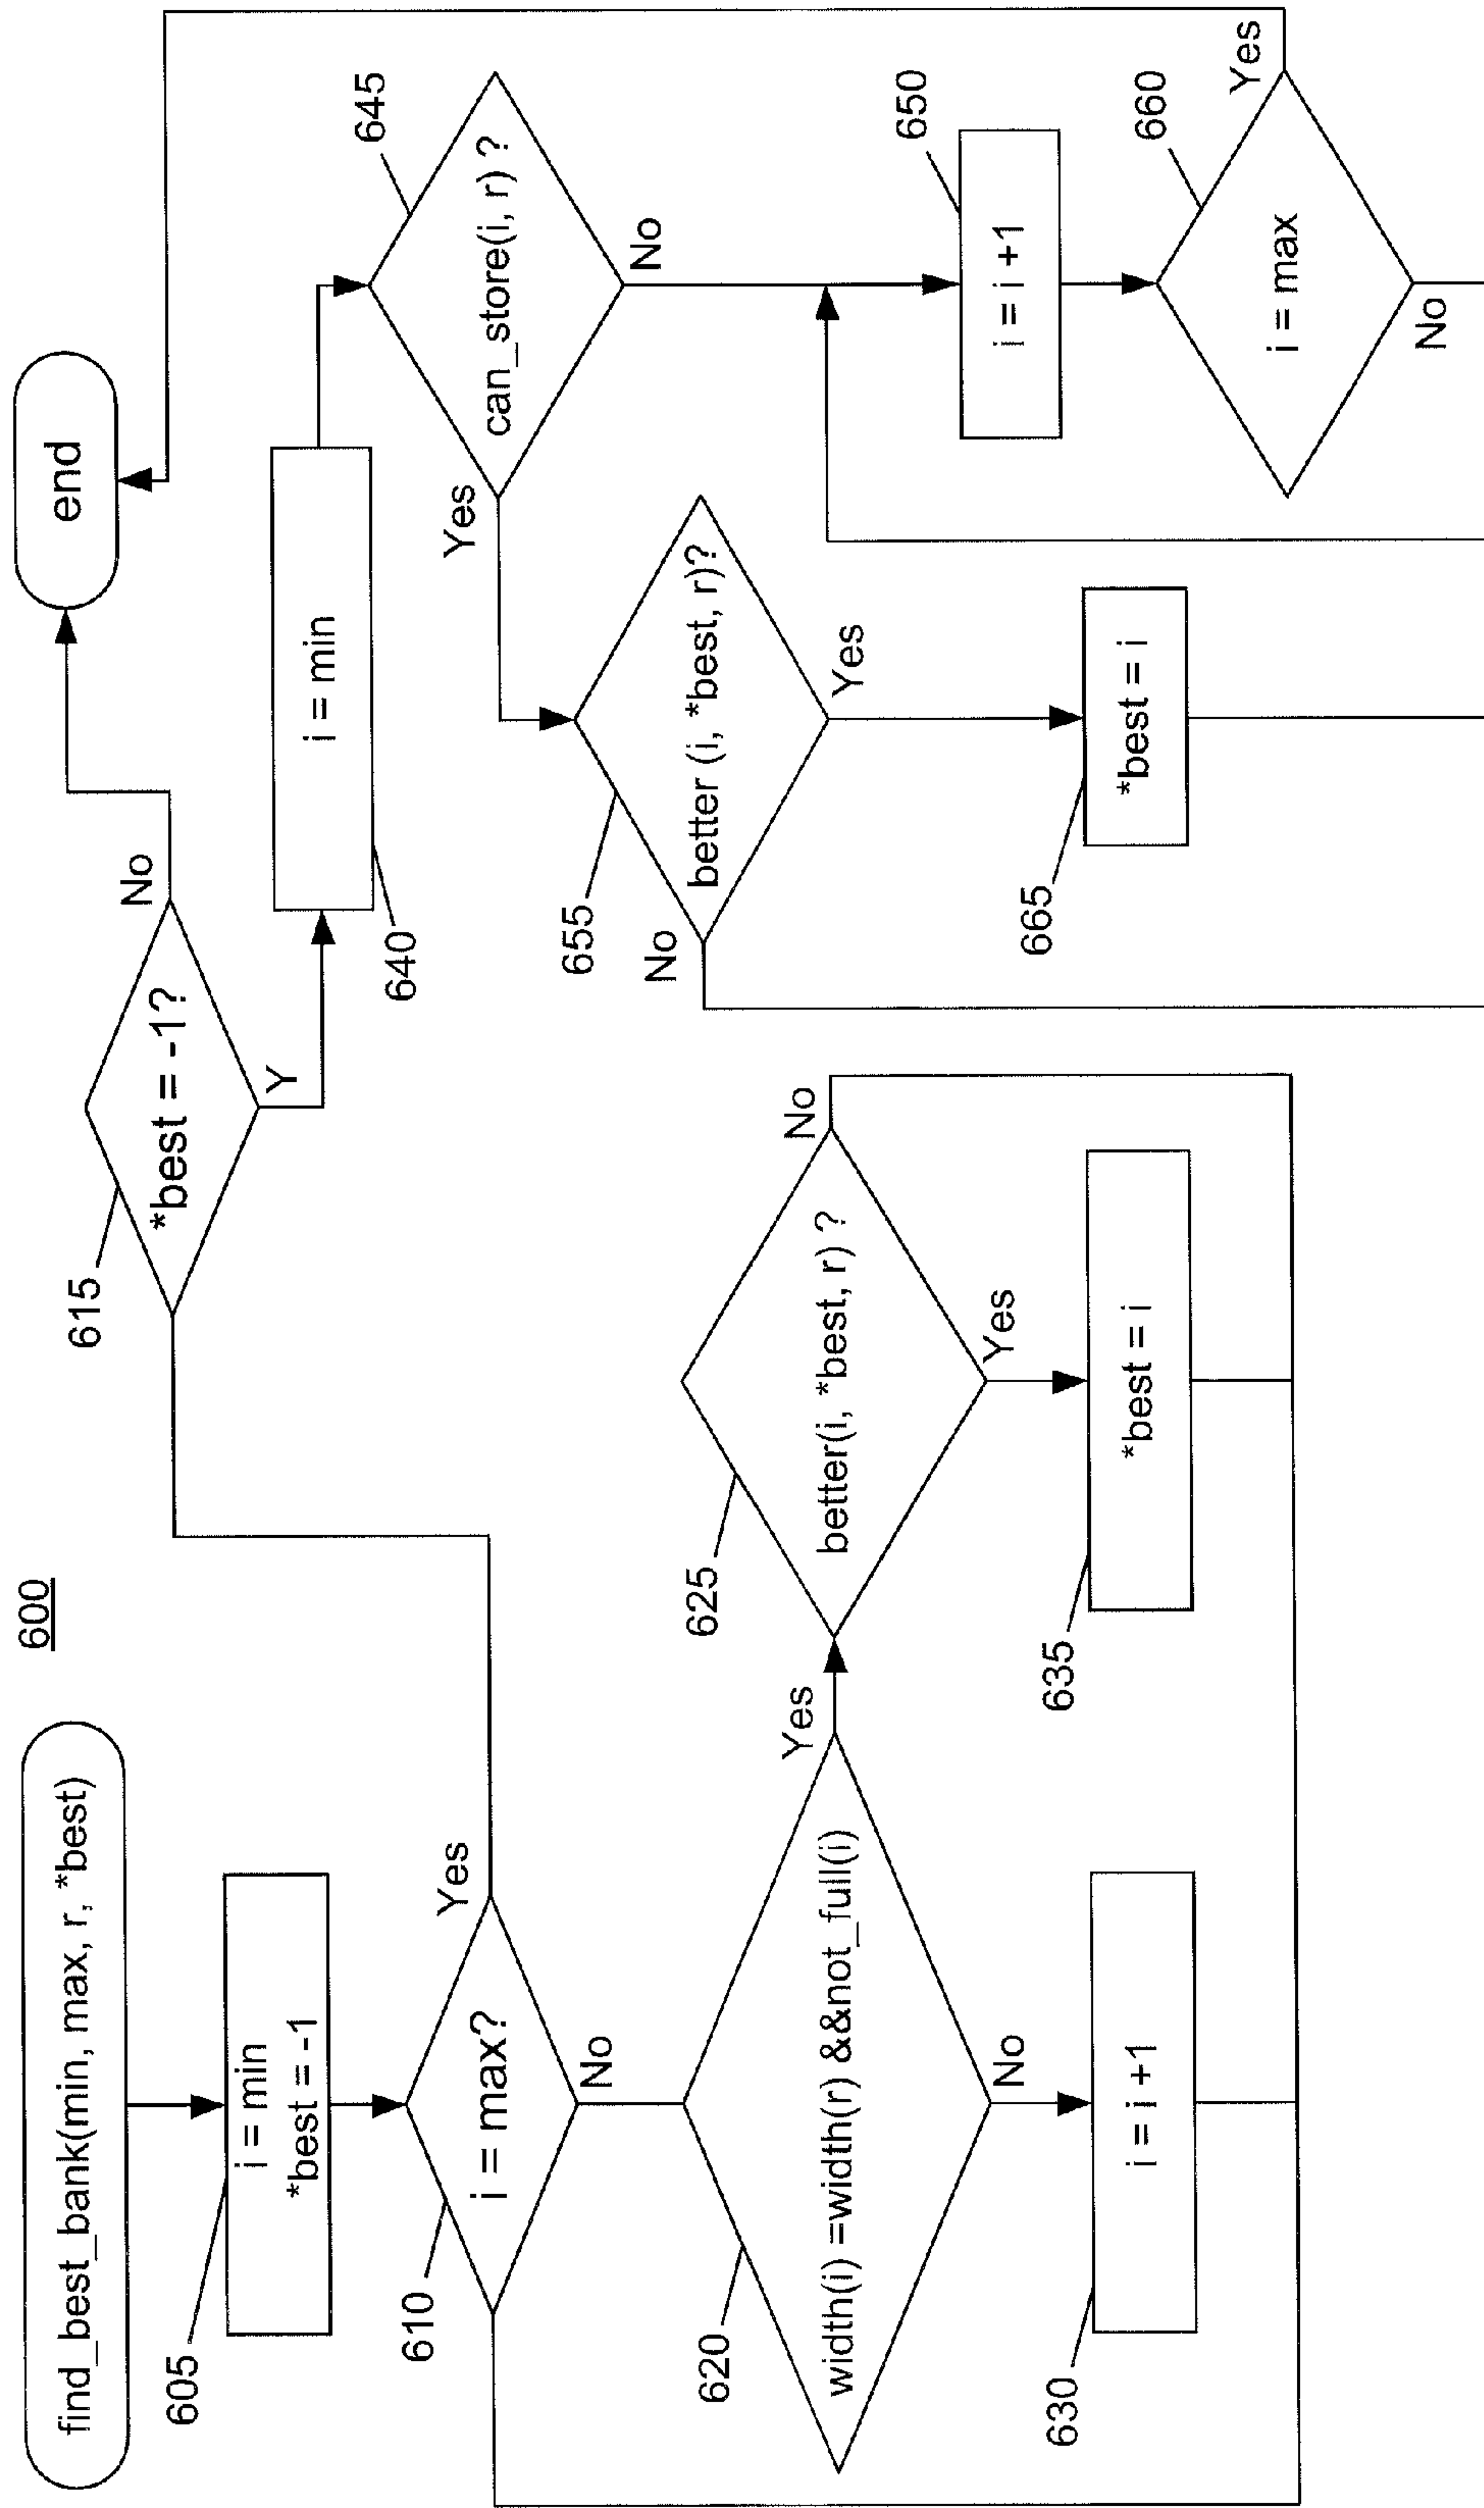 600
find_best_bank(min, max, r, *best)
605
i = min
*best = -1
610
i = max?
Yes
No
620
width(i) =width(r) &&not_full(i)
Yes
No
630
i = i +1
625
better(i, *best, r) ?
No
Yes
635
*best = i
615
*best = -1?
No
Y
end
640
i = min
645
can_store(i, r) ?
Yes
No
655
better (i, *best, r)?
No
Yes
665
*best = i
650
i = i +1
660
i = max
Yes
No